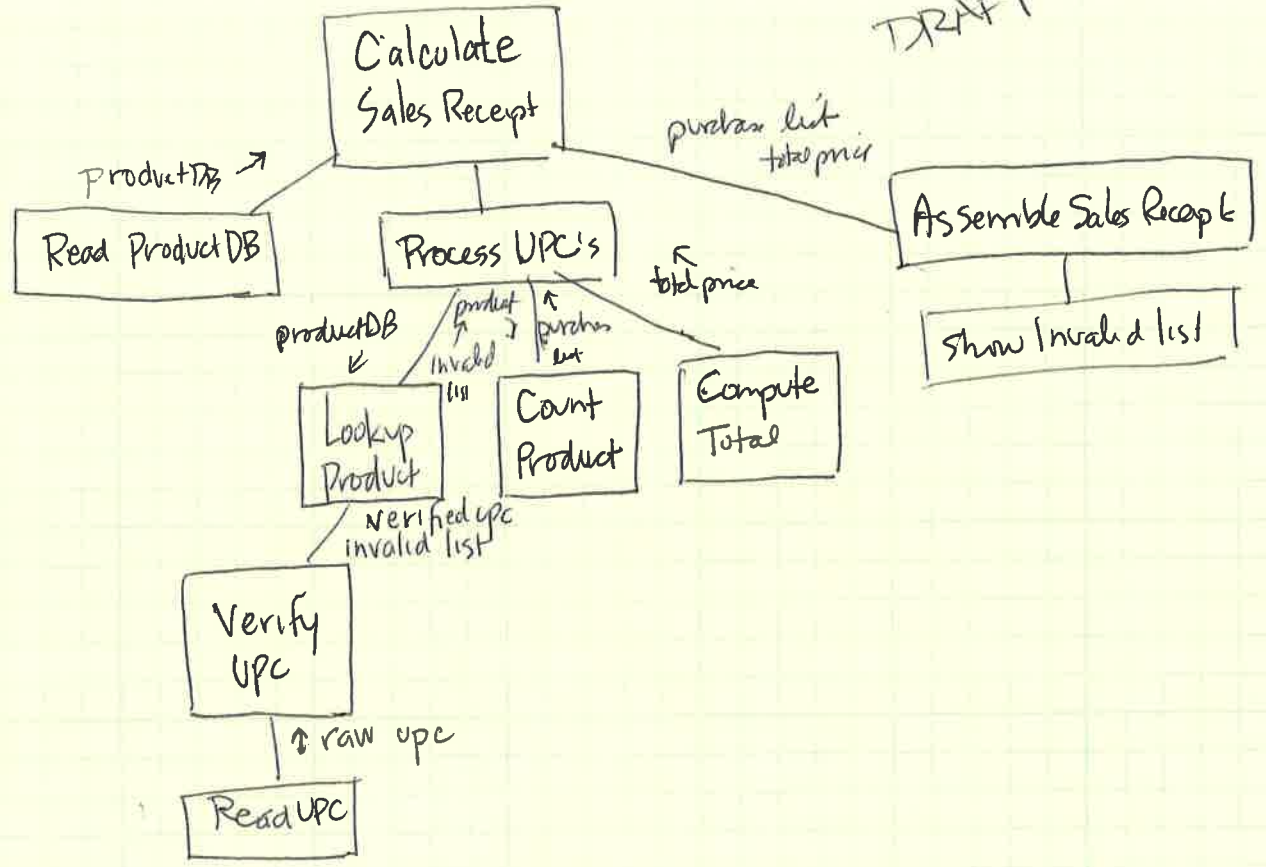 DRAFT
Calculate
Sales Receipt
purchase list
total price
productDB
Read ProductDB
Process UPC's
Assemble Sales Receipt
total price
productDB
product
invalid
list
purchas
list
Show Invalid list
Lookup
Product
Count
Product
Compute
Total
verified upc
invalid list
Verify
UPC
raw upc
Read UPC